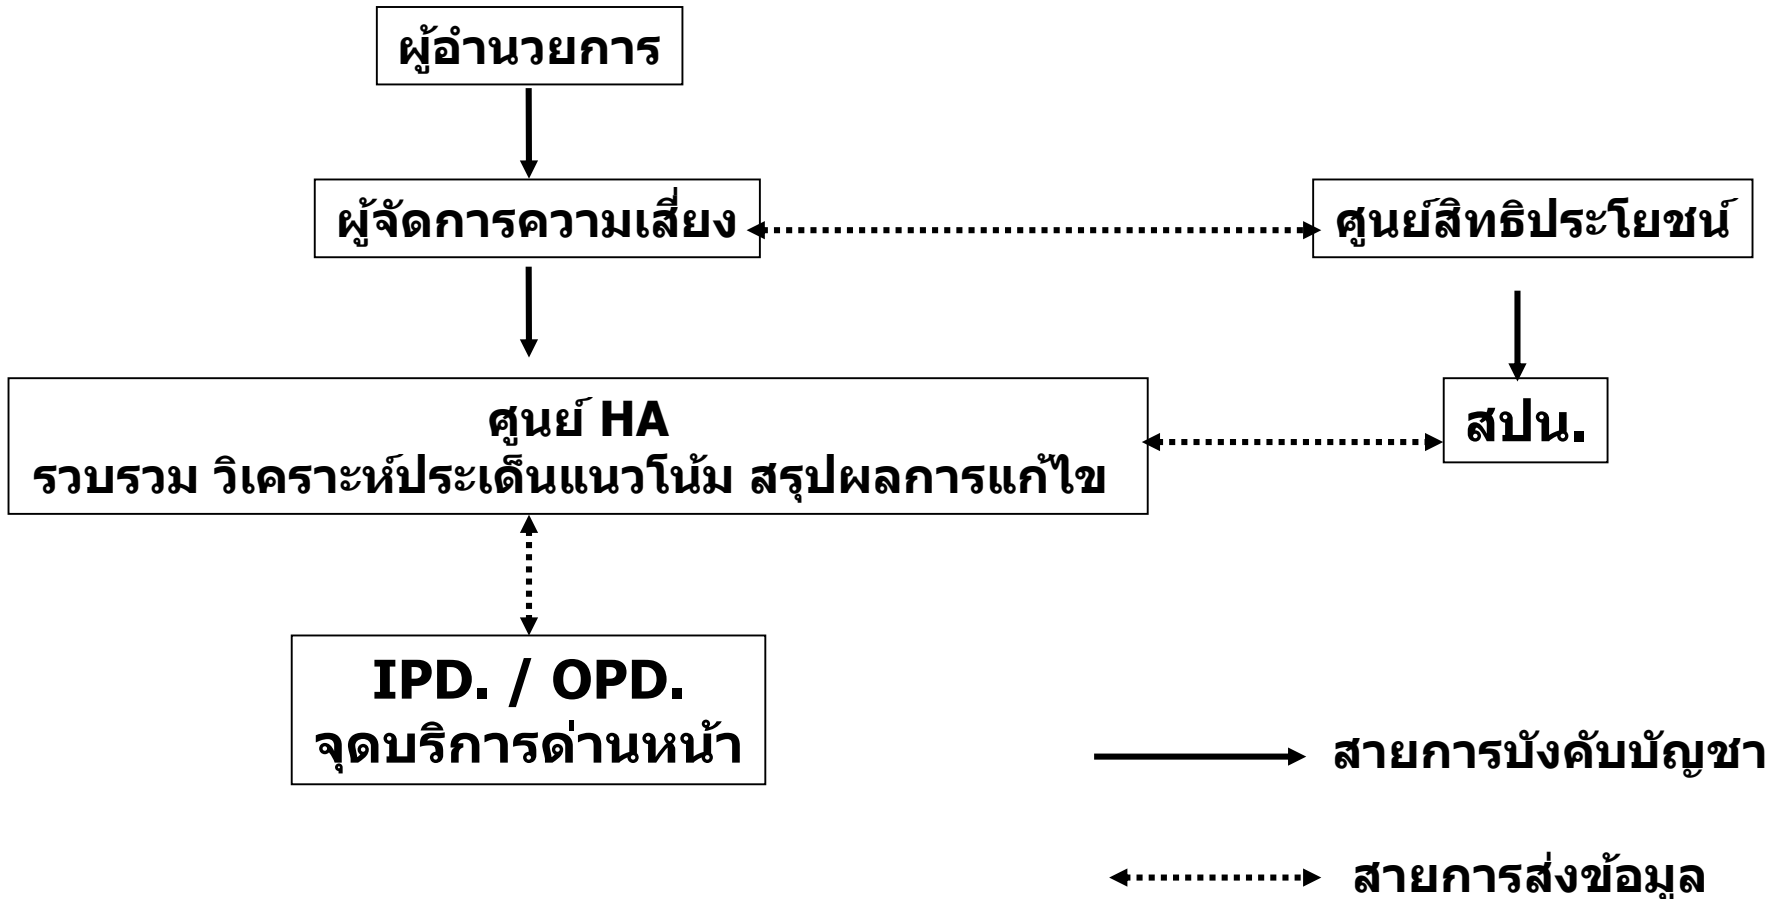 ผู้อำนวยการ
ผู้จัดการความเสี่ยง
ศูนย์สิทธิประโยชน์
ศูนย์ HA
รวบรวม วิเคราะห์ประเด็นแนวโน้ม สรุปผลการแก้ไข
สปน.
IPD. / OPD.
จุดบริการด่านหน้า
สายการบังคับบัญชา
สายการส่งข้อมูล